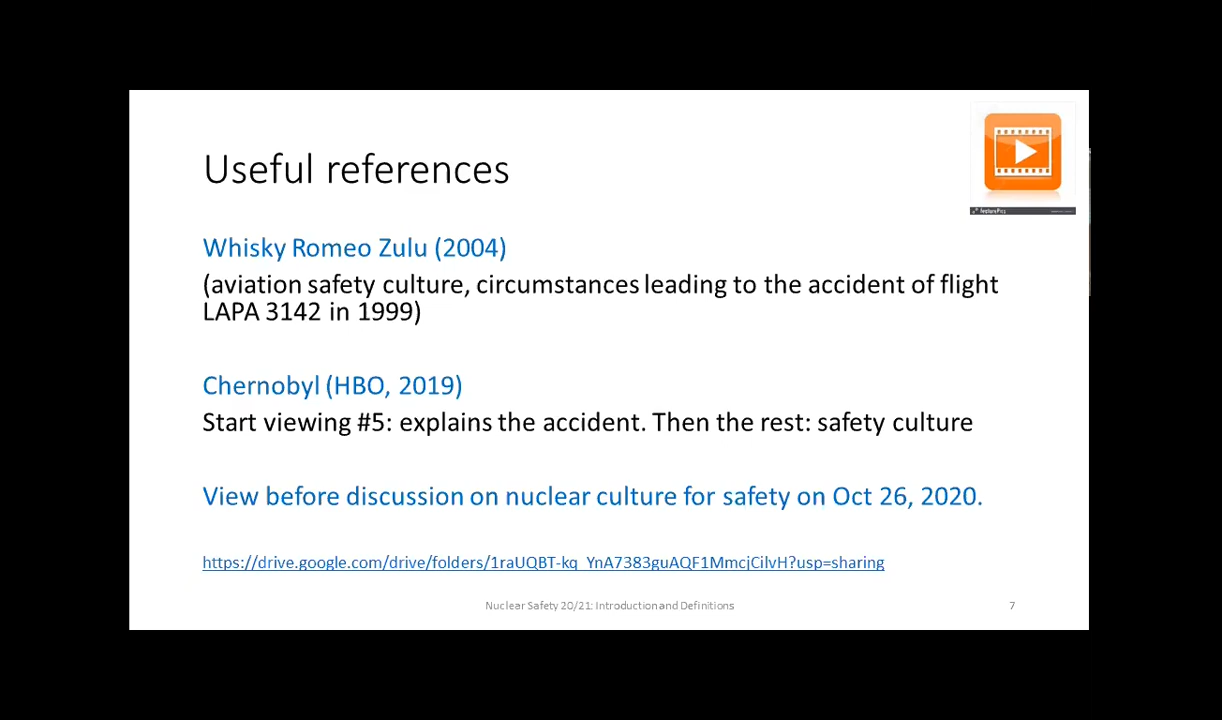 Useful references
Whisky Romeo Zulu (2004)
(aviation safety culture, circumstances leading to the accident of flight
LAPA 3142 in 1999)
Chernobyl (HBO, 2019)
Start viewing #5: explains the accident. Then the rest: safety culture
View before discussion on nuclear culture for safety on Oct 26, 2020.
https://drive.google.com/drive/folders/1raUQBT-kq_YnA7383guAQF1MmcjCilvH?usp=sharing
Nuclear Safety 20/21: Introduction and Definitions
7